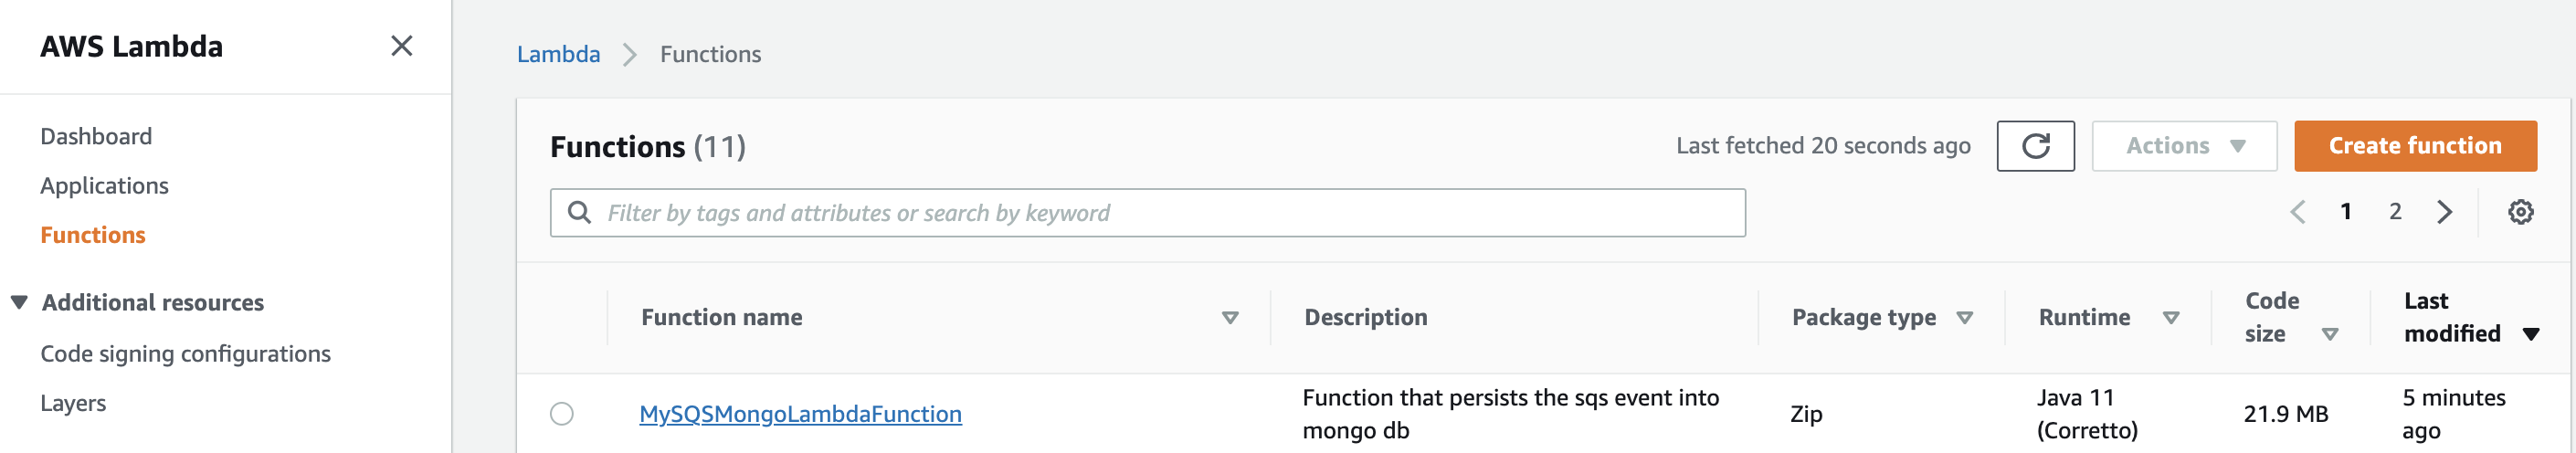 AWS Lambda
Dashboard
Applications
Functions
Additional resources
Code signing configurations
Layers
Lambda Functions
Functions (11)
Last fetched 20 seconds ago
Actions
Create function
Filter by tags and attributes or search by keyword
1 2
Function name
Description
Package type
Runtime
Code
size
Last
modified
MySQSMongoLambdaFunction
Function that persists the sqs event into
mongo db
Zip
Java 11
(Corretto)
21.9 MB
5 minutes
ago